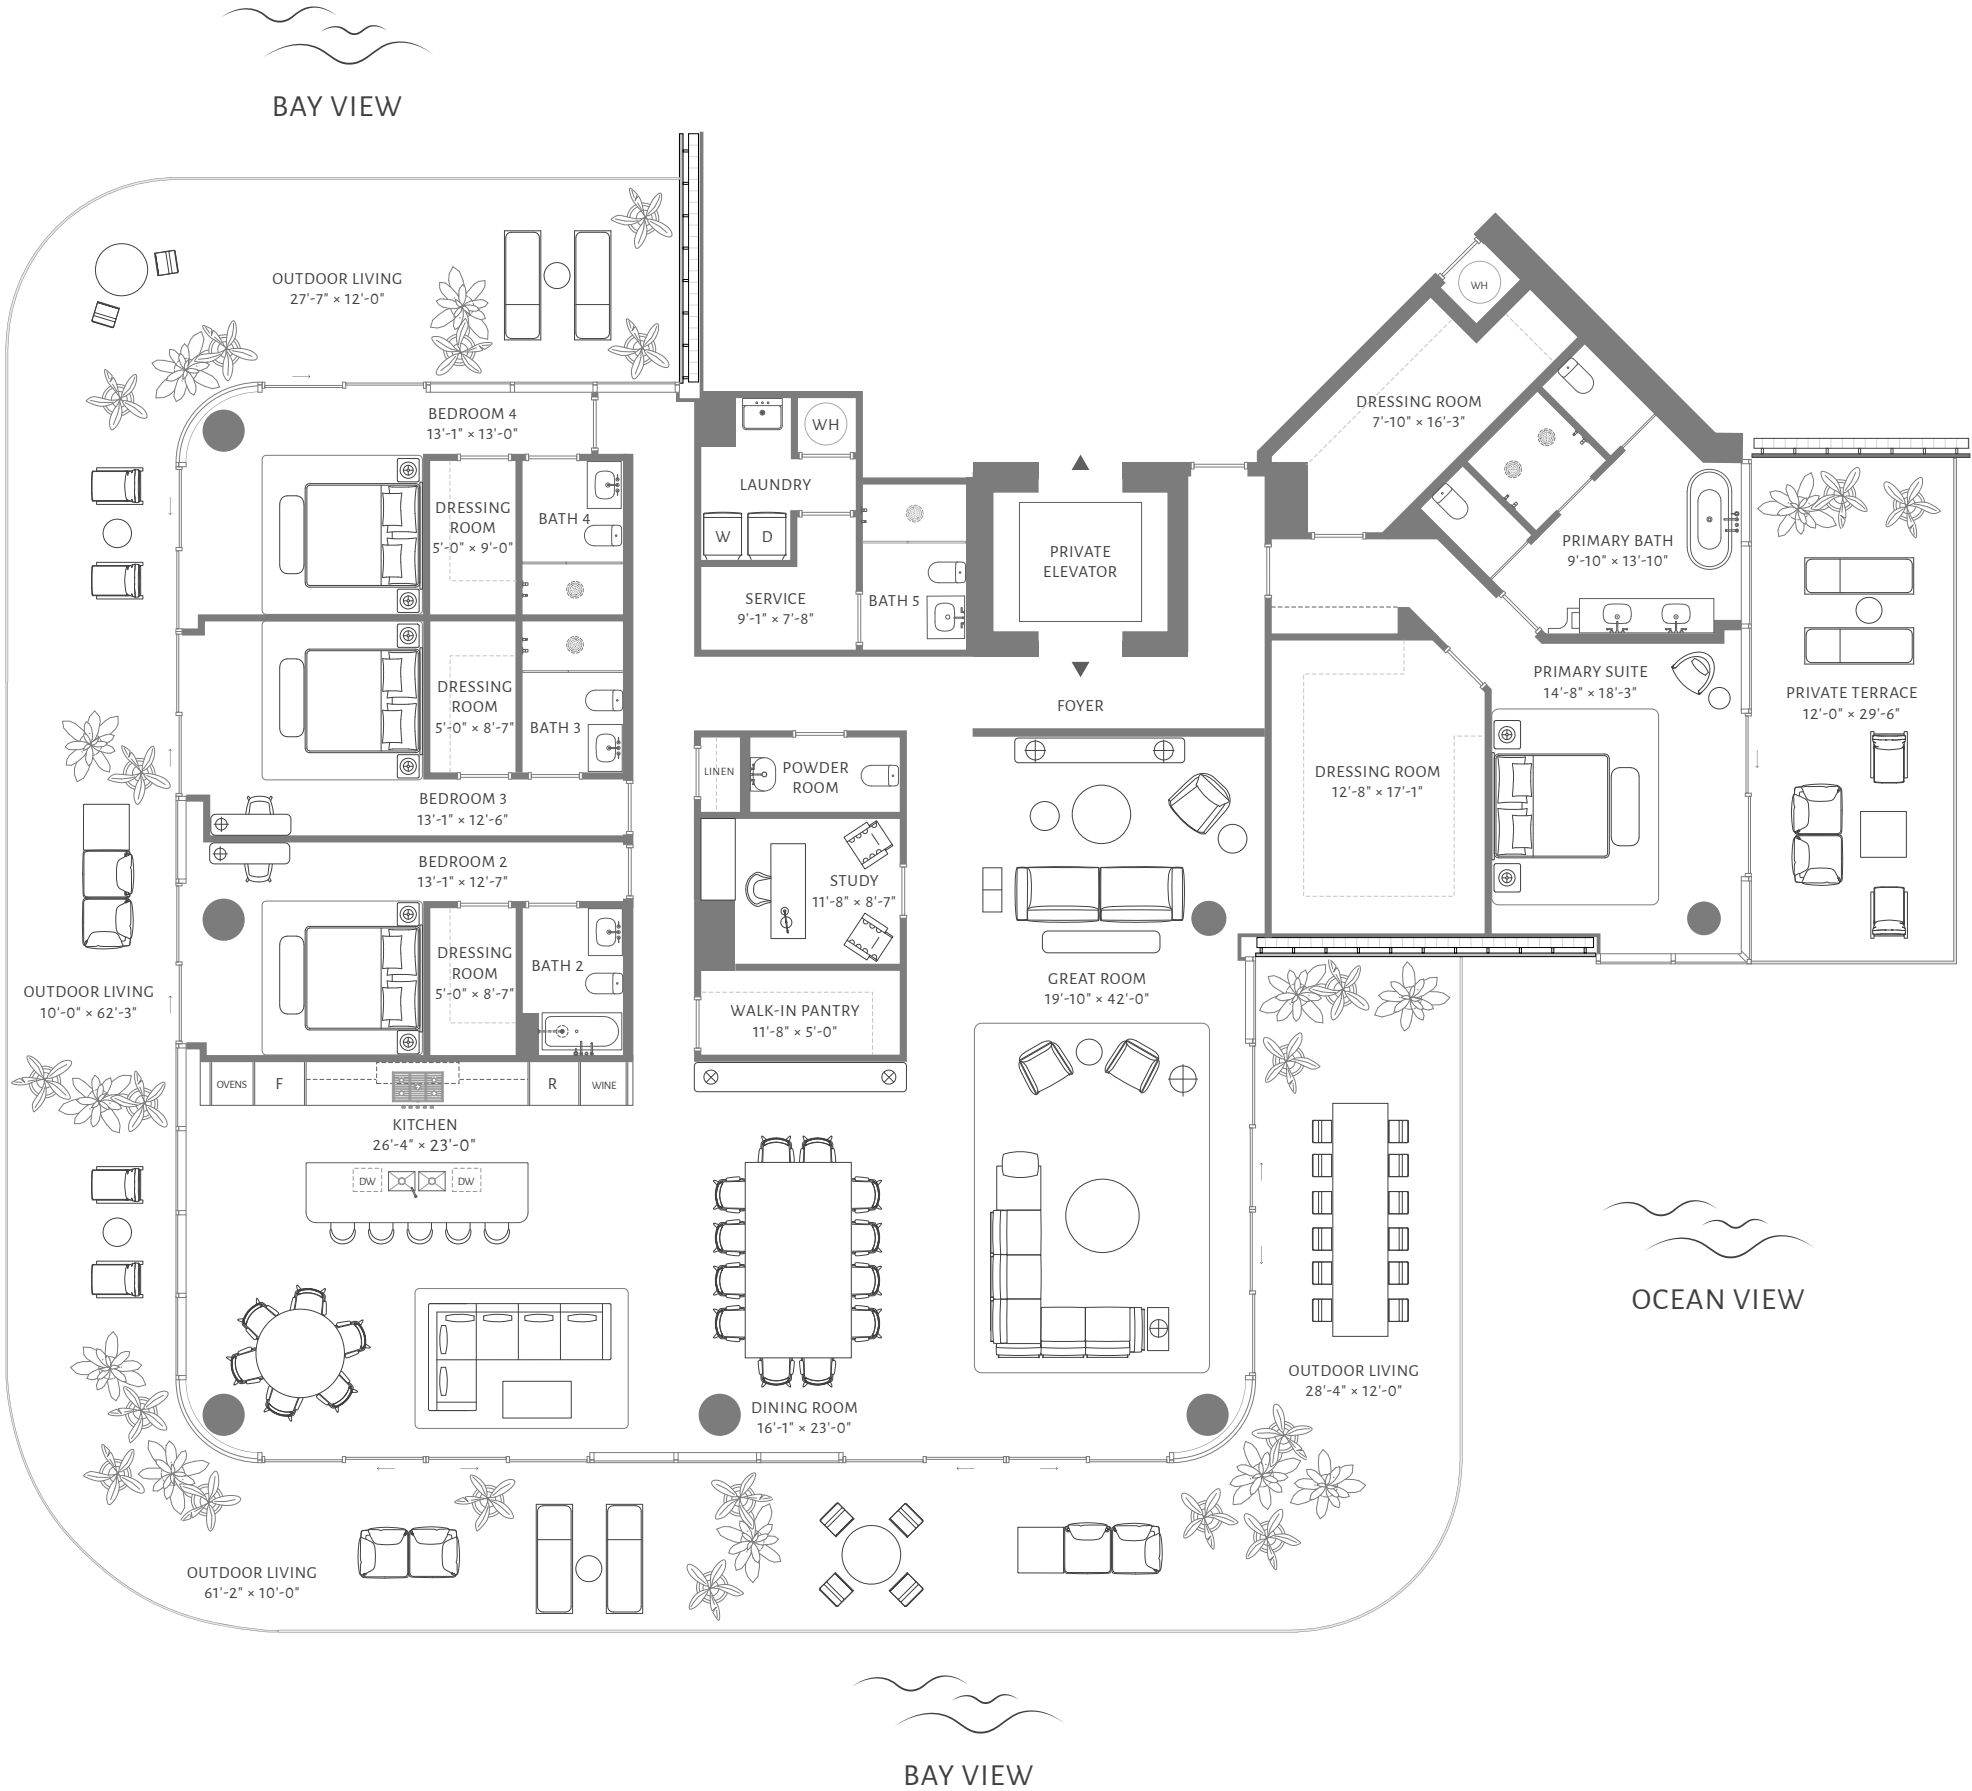 BAY VIEW
OUTDOOR LIVING
27'-7" × 12'-0"
WH
DRESSING ROOM
7'-10" × 16'-3"
BEDROOM 4
13'-1" × 13'-0"
WH
LAUNDRY
W
D
DRESSING
ROOM
5'-0" × 9'-0"
BATH 4
PRIVATE
ELEVATOR
PRIMARY BATH
9'-10" × 13'-10"
SERVICE
9'-1" × 7'-8"
BATH 5
DRESSING
ROOM
5'-0" × 8'-7"
BATH 3
FOYER
PRIMARY SUITE
14'-8" × 18'-3"
PRIVATE TERRACE
12'-0" × 29'-6"
LINEN
POWDER
ROOM
DRESSING ROOM
12'-8" × 17'-1"
BEDROOM 3
13'-1" × 12'-6"
BEDROOM 2
13'-1" × 12'-7"
STUDY
11'-8" × 8'-7"
DRESSING
ROOM
5'-0" × 8'-7"
BATH 2
GREAT ROOM
19'-10" × 42'-0"
OUTDOOR LIVING
10'-0" × 62'-3"
WALK-IN PANTRY
11'-8" × 5'-0"
OVENS
F
R
WINE
KITCHEN
26'-4" × 23'-0"
DW
DW
OCEAN VIEW
OUTDOOR LIVING
28'-4" × 12'-0"
DINING ROOM
16'-1" × 23'-0"
OUTDOOR LIVING
61'-2" × 10'-0"
BAY VIEW